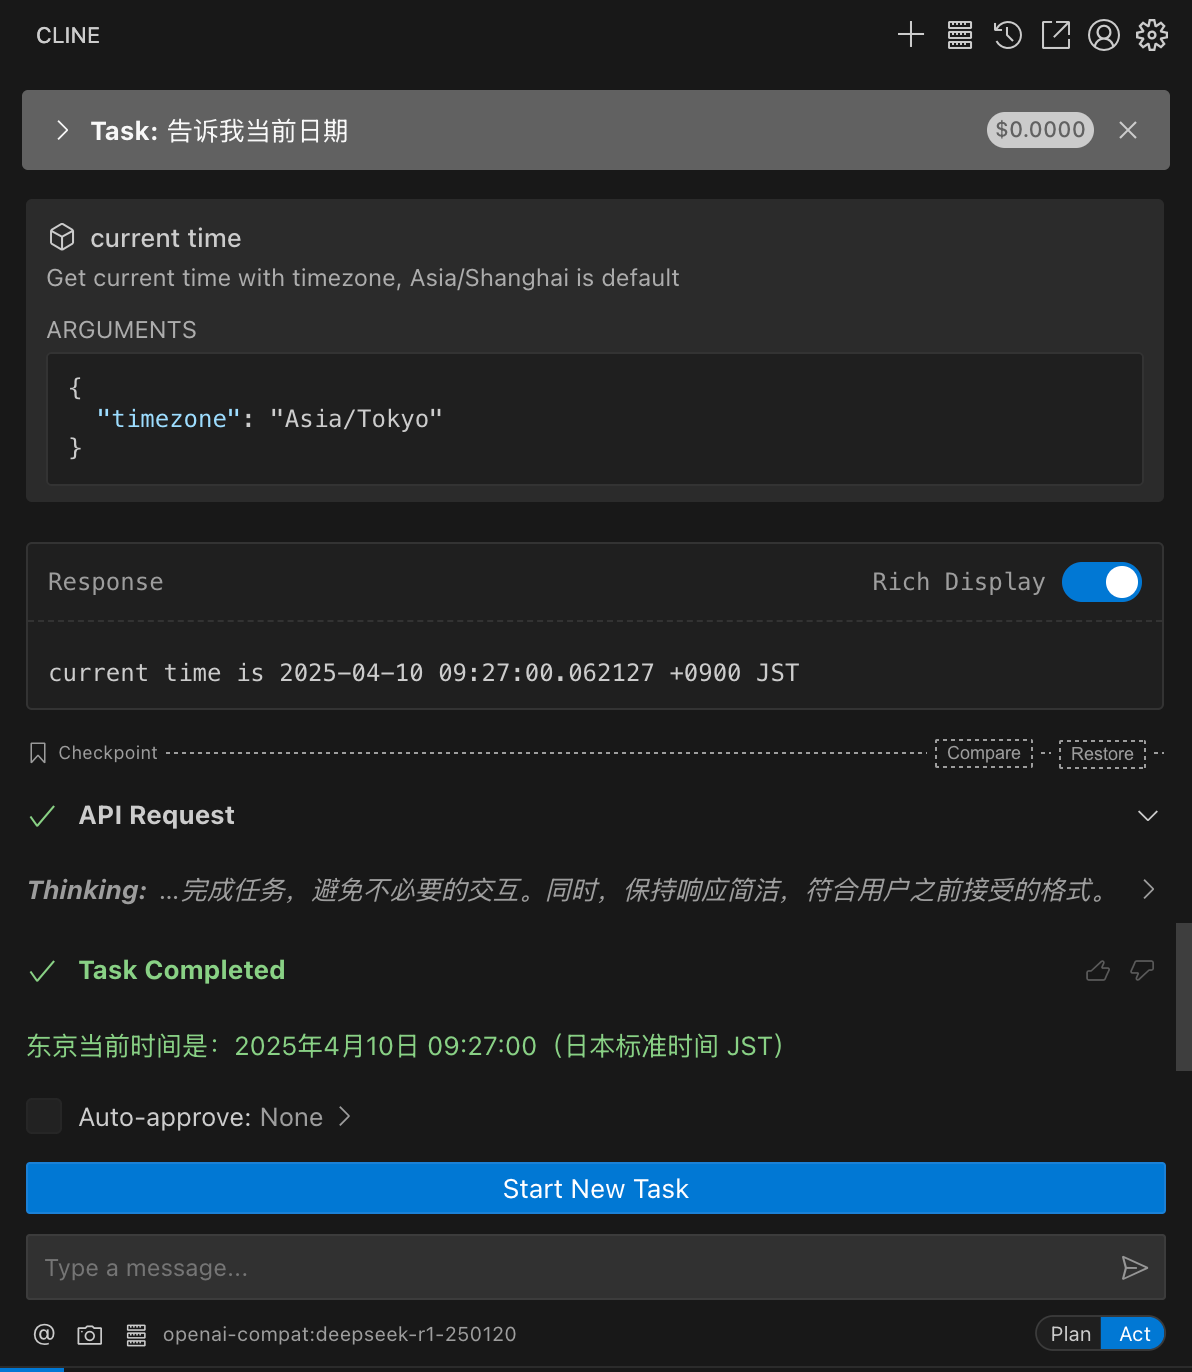 CLINE
Task: 告诉我当前日期
$0.0000
current time
Get current time with timezone, Asia/Shanghai is default
ARGUMENTS
{
"timezone": "Asia/Tokyo"
}
Response
Rich Display
current time is 2025-04-10 09:27:00.062127 +0900 JST
Checkpoint
Compare
Restore
API Request
Thinking: ...完成任务，避免不必要的交互。同时，保持响应简洁，符合用户之前接受的格式。
Task Completed
东京当前时间是：2025年4月10日 09:27:00（日本标准时间 JST）
Auto-approve: None
Start New Task
Type a message...
@
openai-compat:deepseek-r1-250120
Plan
Act